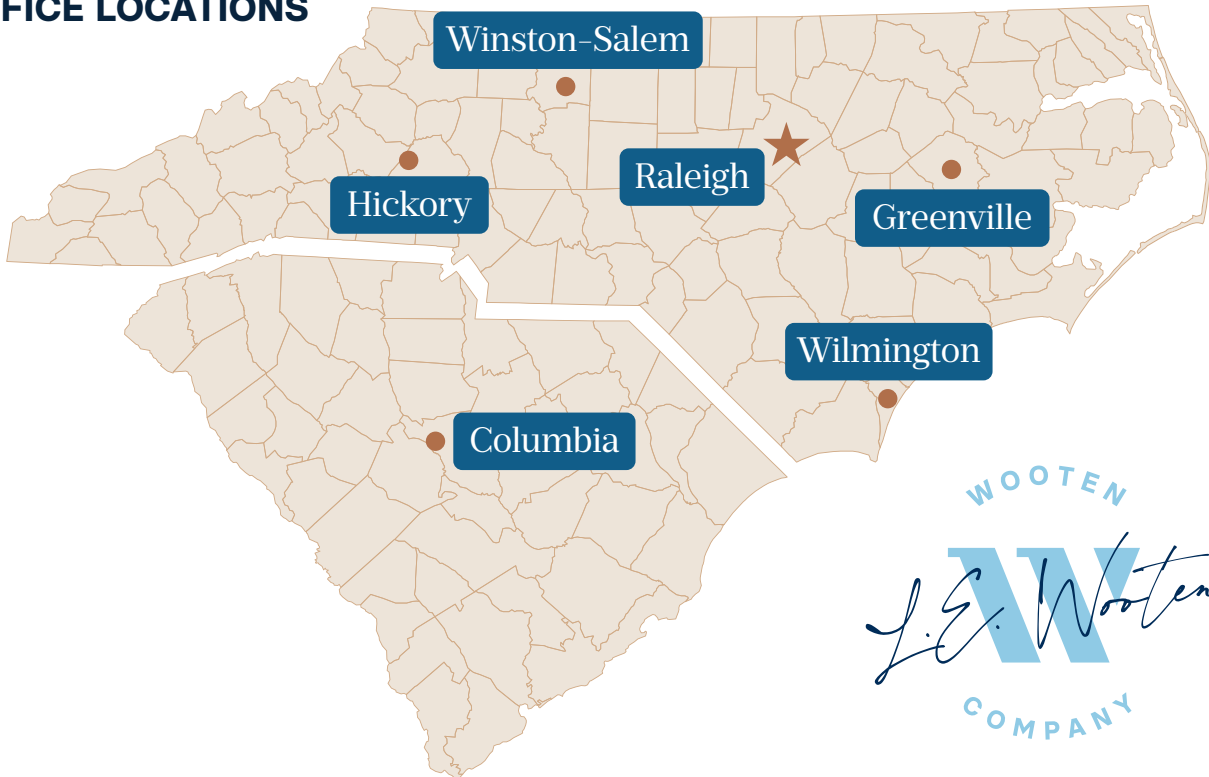 FICE LOCATIONS
Winston-Salem
Raleigh
Hickory
Greenville
Wilmington
Columbia
WOOTEN
L.E. Wooten
W
COMPANY